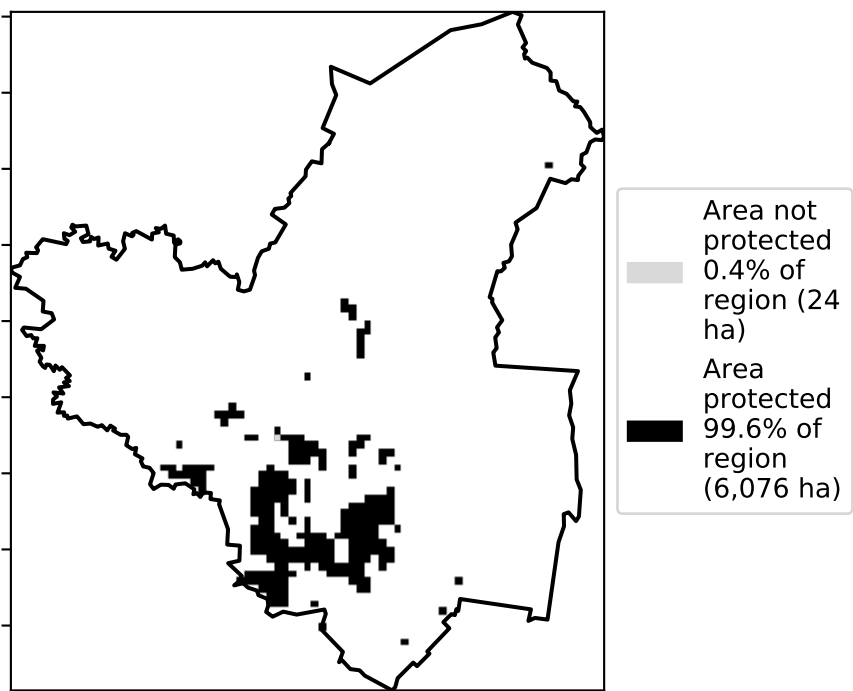 Area not
protected
0.4% of
region (24
ha)
Area
protected
99.6% of
region
(6,076 ha)